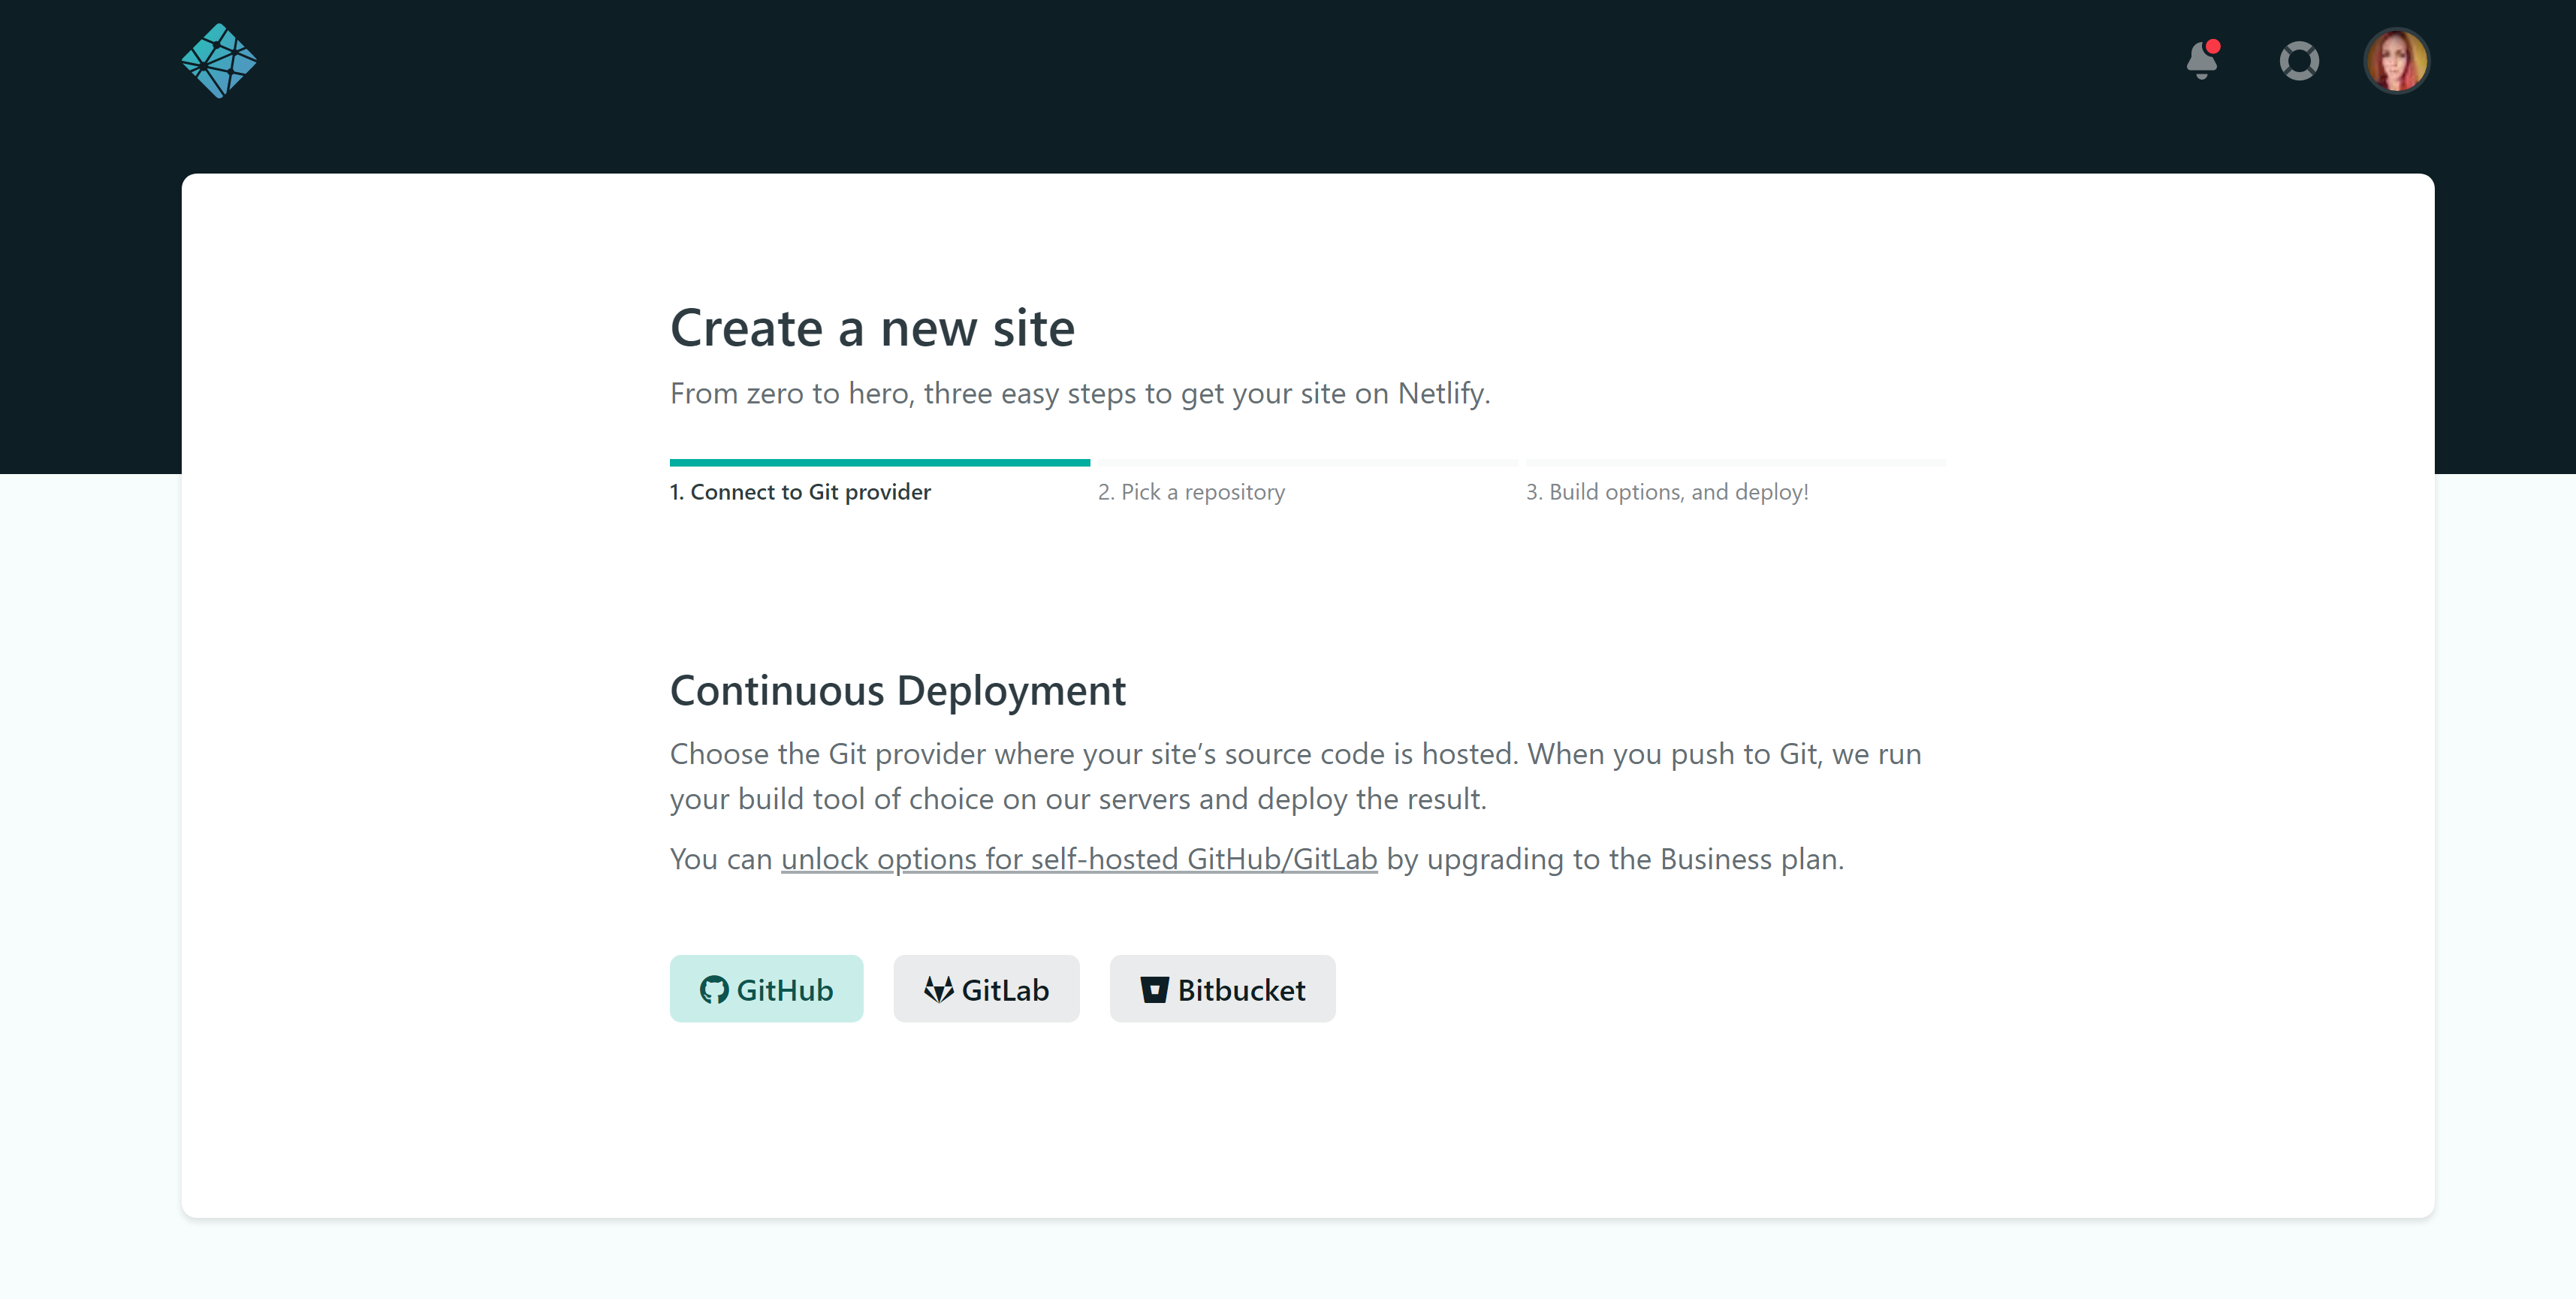 Create a new site
From zero to hero, three easy steps to get your site on Netlify.
1. Connect to Git provider
2. Pick a repository
3. Build options, and deploy!
Continuous Deployment
Choose the Git provider where your site’s source code is hosted. When you push to Git, we run
your build tool of choice on our servers and deploy the result.
You can unlock options for self-hosted GitHub/GitLab by upgrading to the Business plan.
GitHub
GitLab
Bitbucket